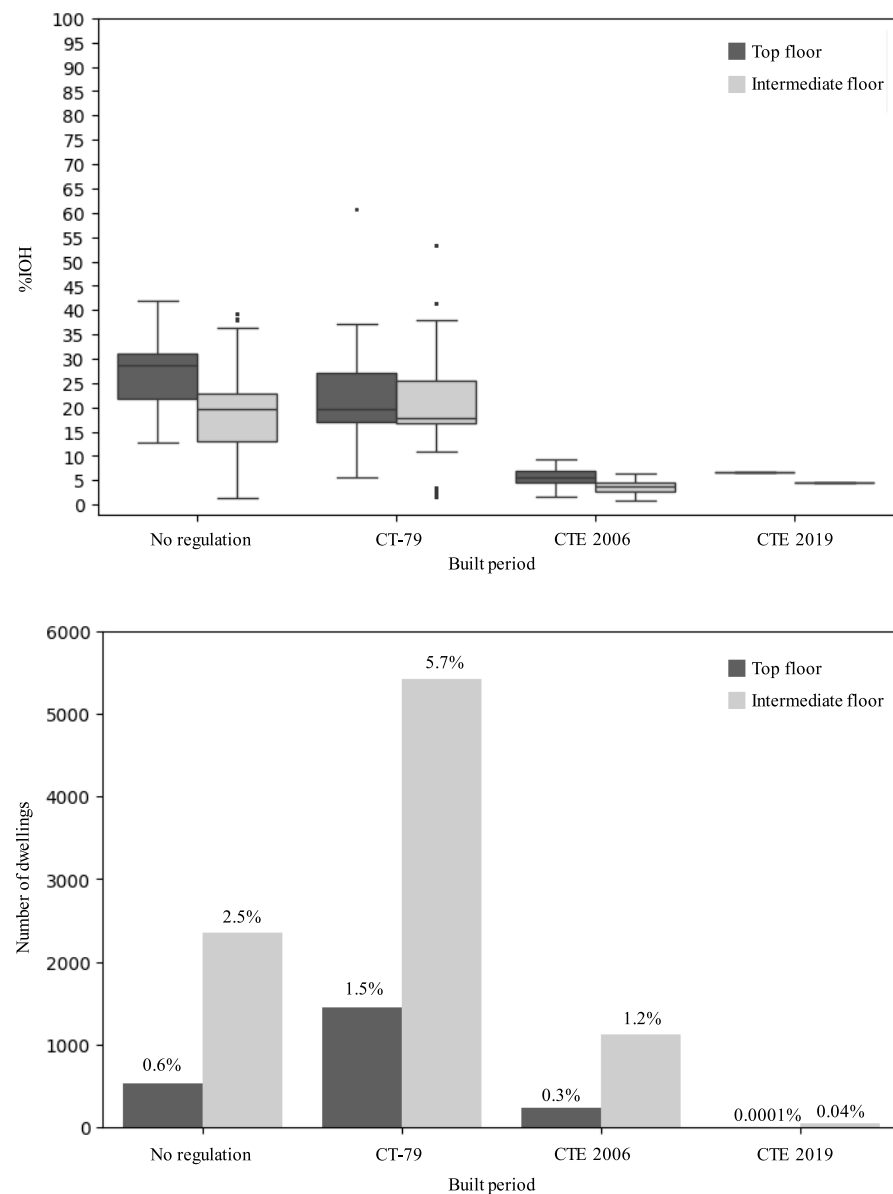 100
95
90
85
80
75
70
65
60
55
50
45
40
35
30
25
20
15
10
5
0
%IOH
Top floor
Intermediate floor
No regulation
CT-79
CTE 2006
CTE 2019
Built period
6000
5000
4000
3000
2000
1000
0
Number of dwellings
Top floor
Intermediate floor
0.6%
2.5%
1.5%
5.7%
0.3%
1.2%
0.0001%
0.04%
No regulation
CT-79
CTE 2006
CTE 2019
Built period